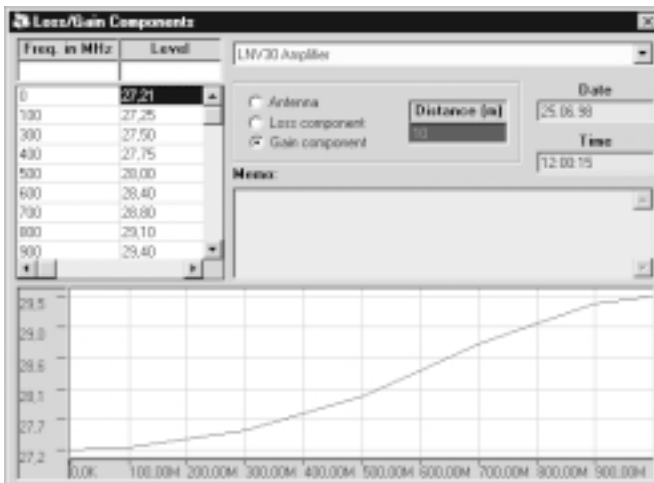 Loss/Gain Components
Freq. in MHz Level
LNV30 Amplifier
0 27,21
100 27,25
300 27,50
400 27,75
500 28,00
600 28,40
700 28,80
800 29,10
900 29,40
Antenna
Loss component
Gain component
Distance [m]
10
Date
25.06.98
Time
12:00:15
Memo:
29,5
29,0
28,6
28,1
27,7
27,2
0,0K 100,00M 200,00M 300,00M 400,00M 500,00M 600,00M 700,00M 800,00M 900,00M